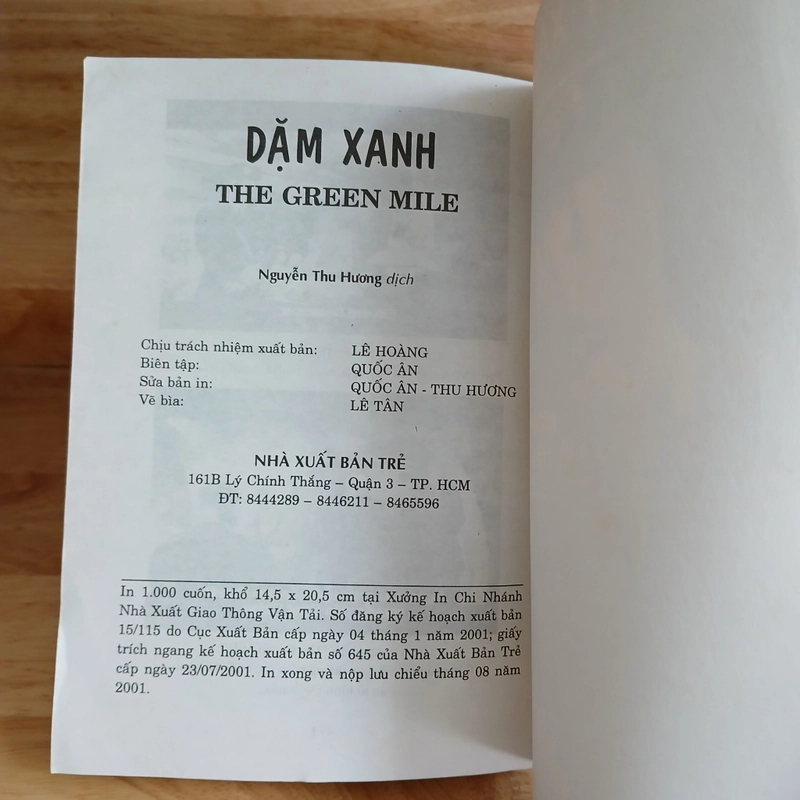 DẶM XANH
THE GREEN MILE
Nguyễn Thu Hương dịch
Chịu trách nhiệm xuất bản: LÊ HOÀNG
Biên tập: QUỐC ÂN
Sửa bản in: QUỐC ÂN - THU HƯƠNG
Vẽ bìa: LÊ TÂN
NHÀ XUẤT BẢN TRẺ
161B Lý Chính Thắng – Quận 3 – TP. HCM
ĐT: 8444289 – 8446211 – 8465596
In 1.000 cuốn, khổ 14,5 x 20,5 cm tại Xưởng In Chi Nhánh
Nhà Xuất Giao Thông Vận Tải. Số đăng ký kế hoạch xuất bản
15/115 do Cục Xuất Bản cấp ngày 04 tháng 1 năm 2001; giấy
trích ngang kế hoạch xuất bản số 645 của Nhà Xuất Bản Trẻ
cấp ngày 23/07/2001. In xong và nộp lưu chiểu tháng 08 năm
2001.